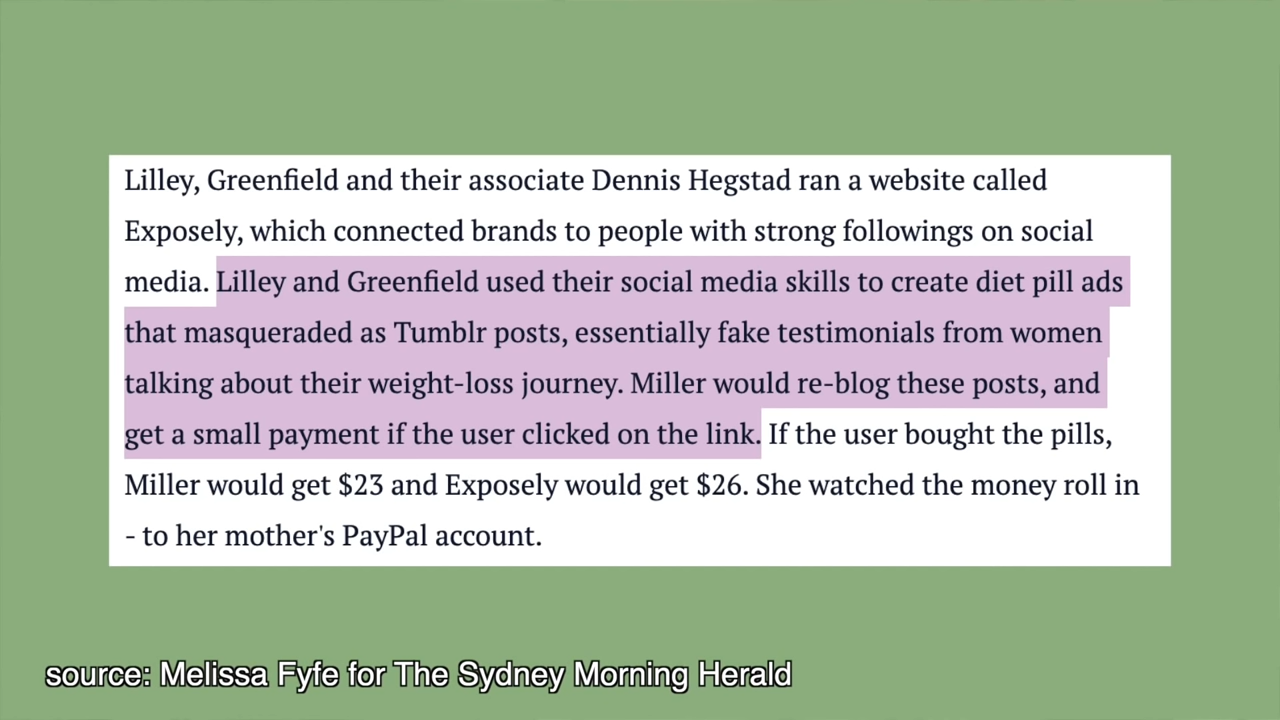 Lilley, Greenfield and their associate Dennis Hegstad ran a website called
Exposely, which connected brands to people with strong followings on social
media. Lilley and Greenfield used their social media skills to create diet pill ads
that masqueraded as Tumblr posts, essentially fake testimonials from women
talking about their weight-loss journey. Miller would re-blog these posts, and
get a small payment if the user clicked on the link. If the user bought the pills,
Miller would get $23 and Exposely would get $26. She watched the money roll in
- to her mother's PayPal account.
source: Melissa Fyfe for The Sydney Morning Herald